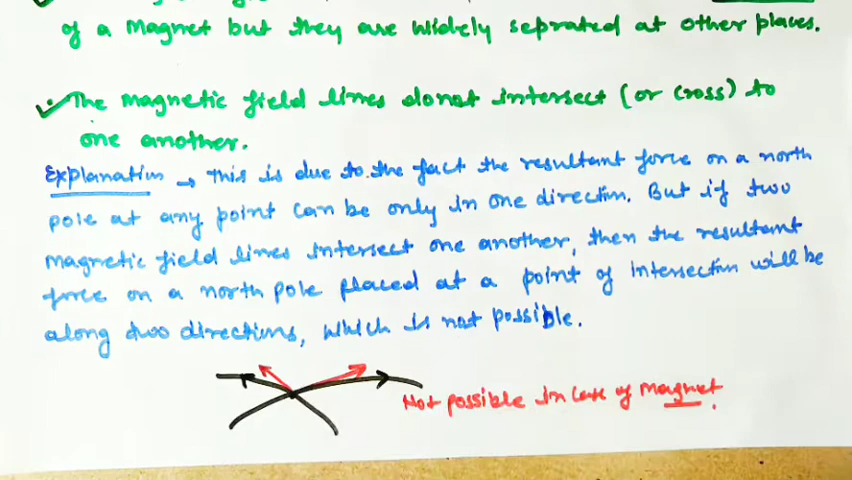 of a magnet but they are widely seprated at other places.
The magnetic field lines donot intersect (or cross) to
one another.
Explanation → this is due to the fact the resultant force on a north
pole at any point can be only in one direction. But if two
magnetic field lines intersect one another, then the resultant
force on a north pole placed at a point of intersection will be
along two directions, which is not possible.
Not possible in case of magnet.